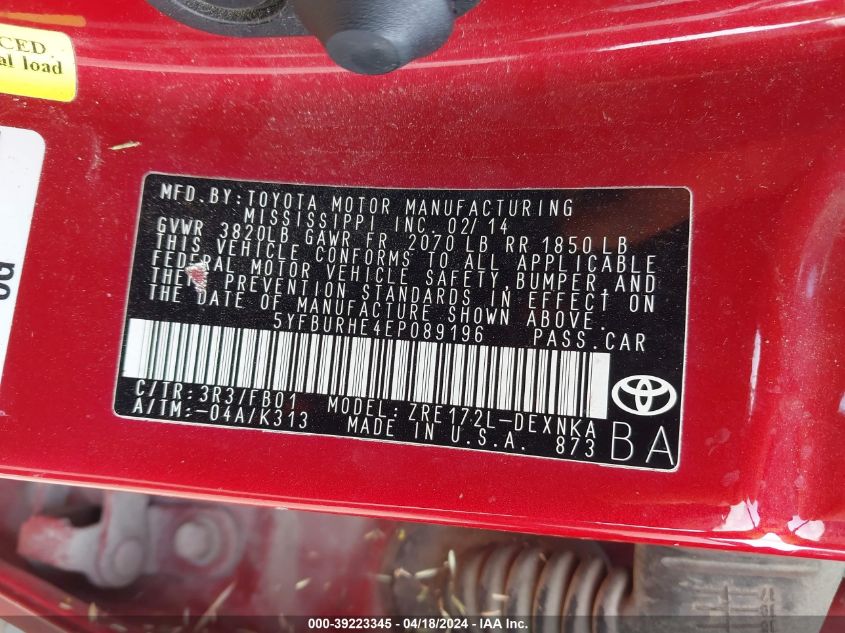 CED
al load
MFD. BY: TOYOTA MOTOR MANUFACTURING
MISSISSIPPI INC. 02/14
GVWR 3820LB GAWR FR 2070 LB RR 1850 LB
THIS VEHICLE CONFORMS TO ALL APPLICABLE
FEDERAL MOTOR VEHICLE SAFETY, BUMPER, AND
THEFT PREVENTION STANDARDS IN EFFECT ON
THE DATE OF MANUFACTURE SHOWN ABOVE.
5YFBURHE4EP089196 PASS. CAR
C/TR: 3R3/FB01 MODEL: ZRE172L-DEXNKA
A/TM: -04A/K313 MADE IN U.S.A. 873
BA
000-39223345 - 04/18/2024 - IAA Inc.